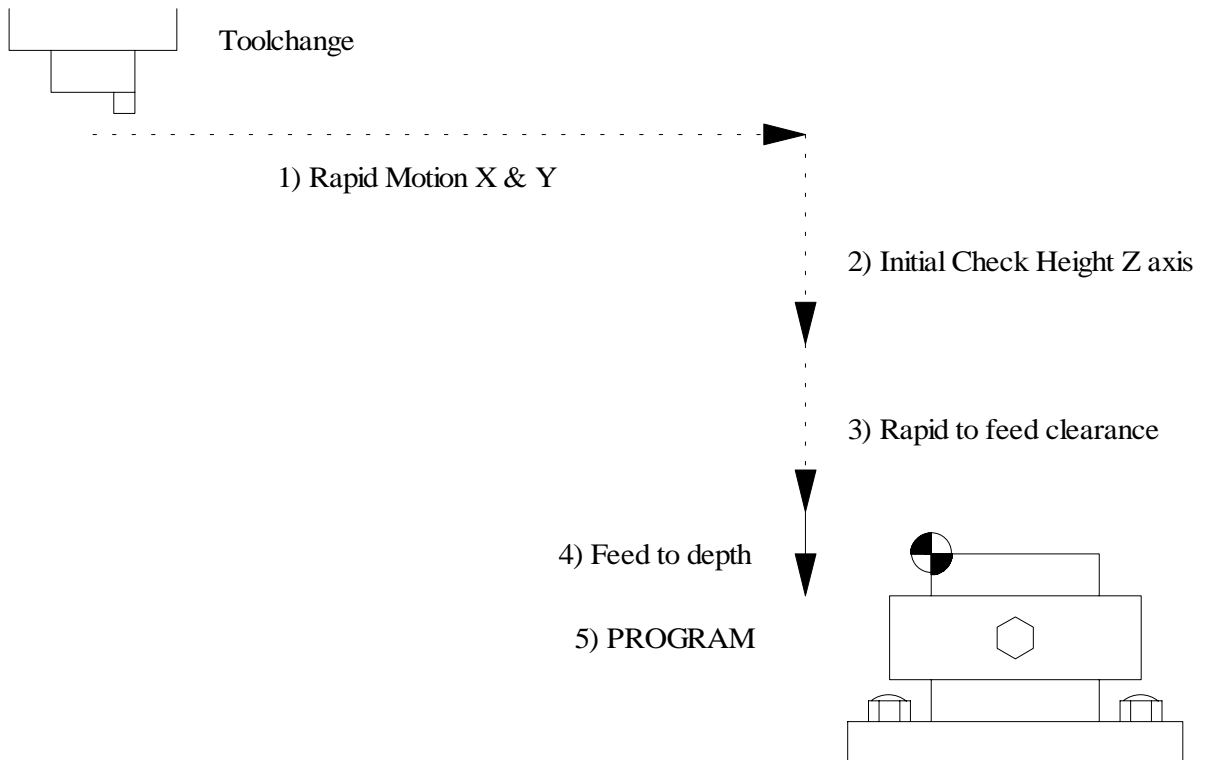 Toolchange
1) Rapid Motion X & Y
2) Initial Check Height Z axis
3) Rapid to feed clearance
4) Feed to depth
5) PROGRAM